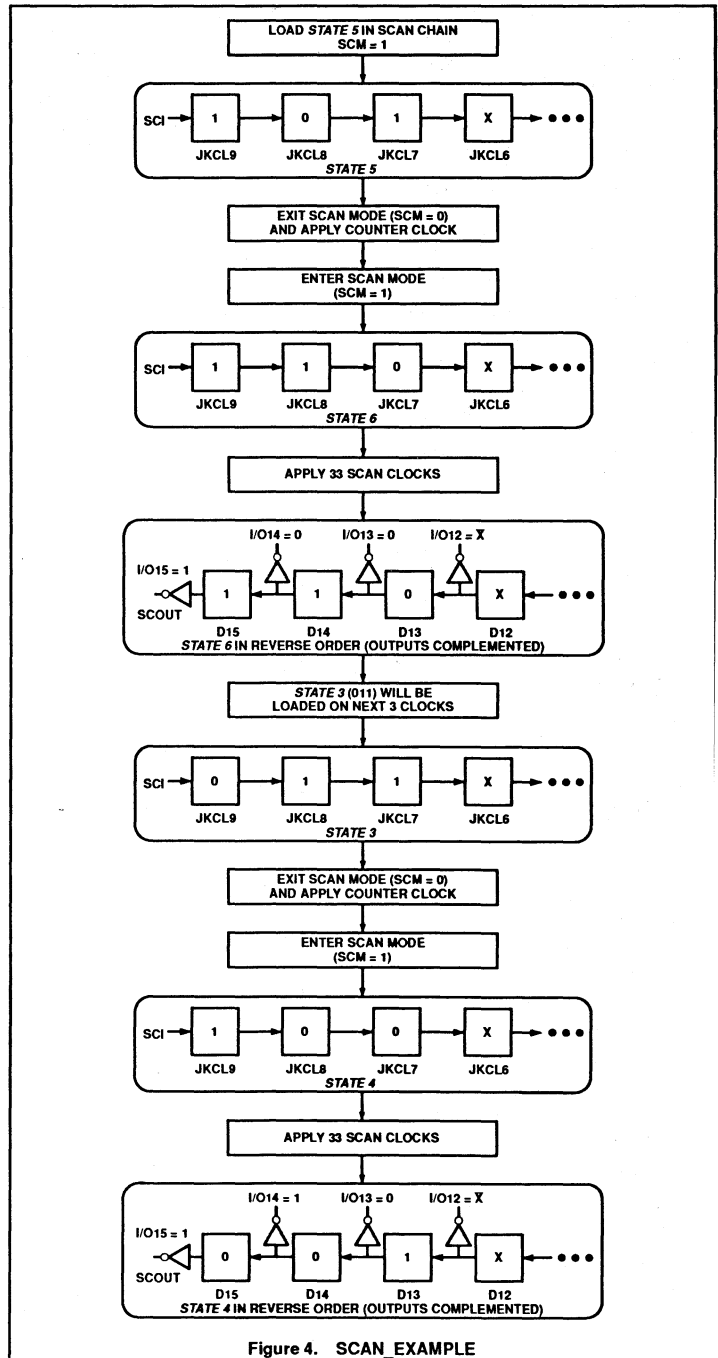 LOAD STATE 5 IN SCAN CHAIN
SCM = 1
SCI 1 0 1 X
JKCL9 JKCL8 JKCL7 JKCL6
STATE 5
EXIT SCAN MODE (SCM = 0)
AND APPLY COUNTER CLOCK
ENTER SCAN MODE
(SCM = 1)
SCI 1 1 0 X
JKCL9 JKCL8 JKCL7 JKCL6
STATE 6
APPLY 33 SCAN CLOCKS
I/O14 = 0 I/O13 = 0 I/O12 = X̅
I/O15 = 1
1 1 0 X
SCOUT
D15 D14 D13 D12
STATE 6 IN REVERSE ORDER (OUTPUTS COMPLEMENTED)
STATE 3 (011) WILL BE
LOADED ON NEXT 3 CLOCKS
SCI 0 1 1 X
JKCL9 JKCL8 JKCL7 JKCL6
STATE 3
EXIT SCAN MODE (SCM = 0)
AND APPLY COUNTER CLOCK
ENTER SCAN MODE
(SCM = 1)
SCI 1 0 0 X
JKCL9 JKCL8 JKCL7 JKCL6
STATE 4
APPLY 33 SCAN CLOCKS
I/O14 = 1 I/O13 = 0 I/O12 = X̅
I/O15 = 1
0 0 1 X
SCOUT
D15 D14 D13 D12
STATE 4 IN REVERSE ORDER (OUTPUTS COMPLEMENTED)
Figure 4. SCAN_EXAMPLE